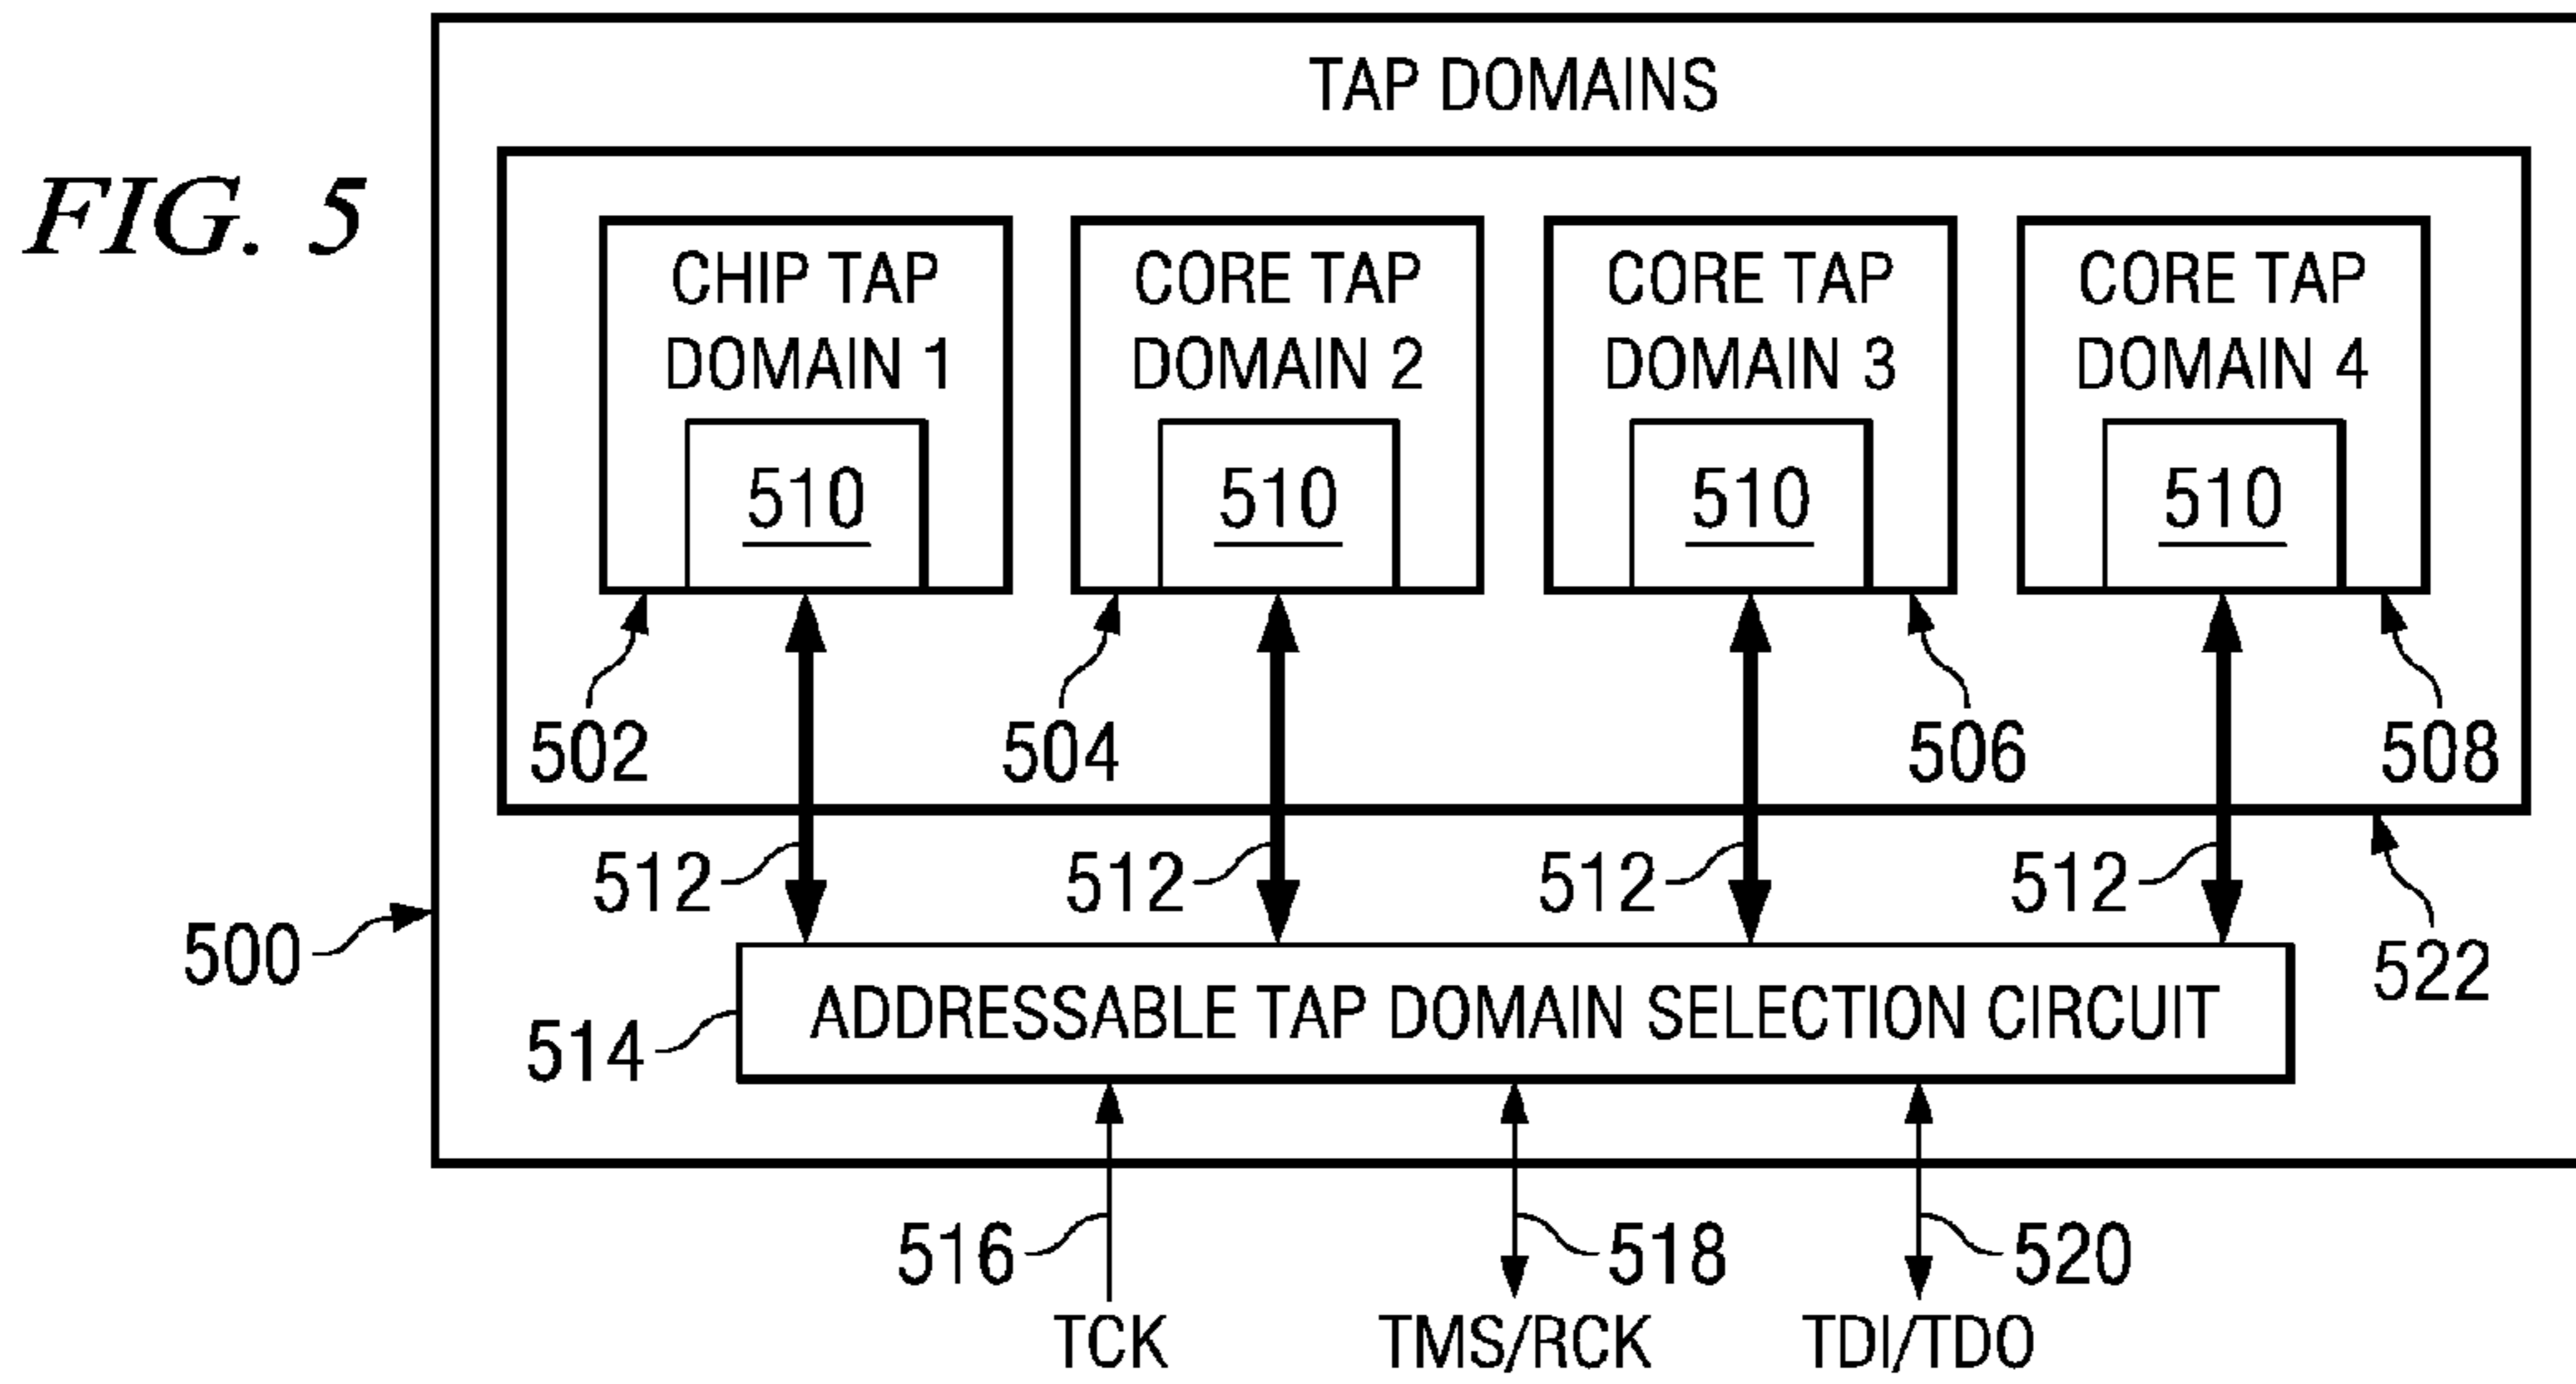 FIG. 5
TAP DOMAINS
CHIP TAP
DOMAIN 1
510
CORE TAP
DOMAIN 2
510
CORE TAP
DOMAIN 3
510
CORE TAP
DOMAIN 4
510
502
504
506
508
512
512
512
512
500
522
514
ADDRESSABLE TAP DOMAIN SELECTION CIRCUIT
516
518
520
TCK
TMS/RCK
TDI/TDO